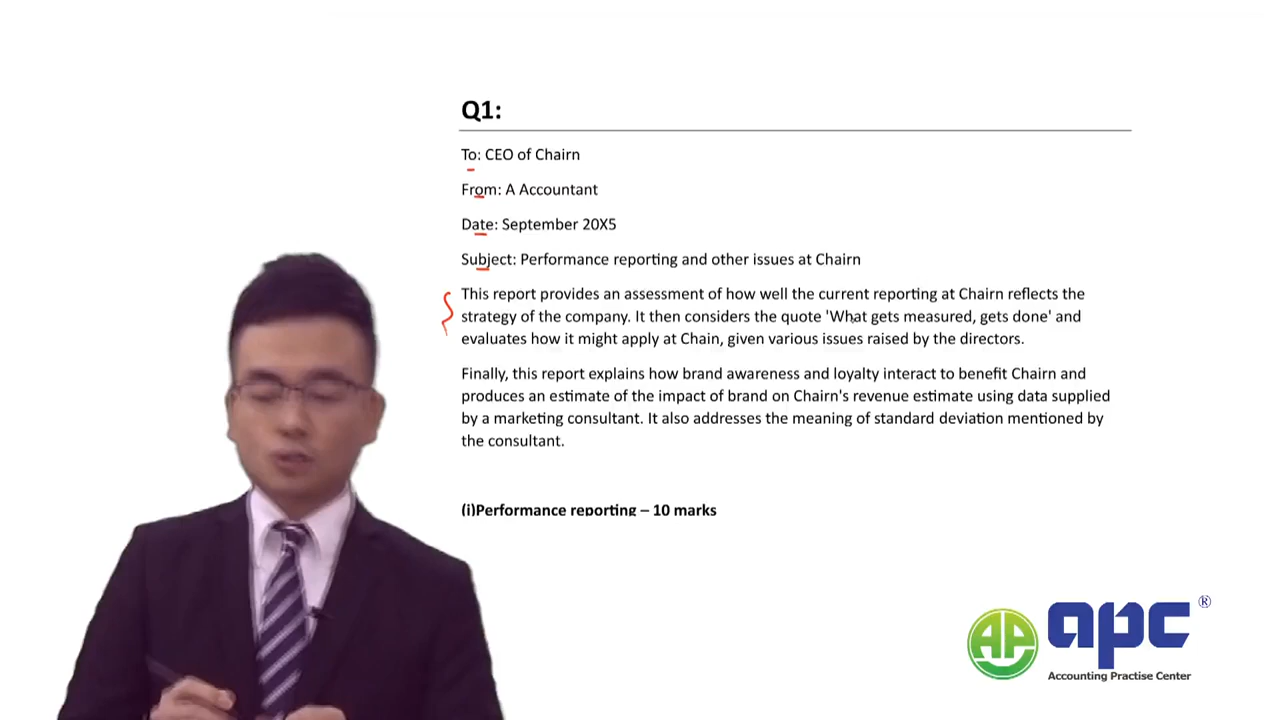 Q1:
To: CEO of Chairn
From: A Accountant
Date: September 20X5
Subject: Performance reporting and other issues at Chairn
This report provides an assessment of how well the current reporting at Chairn reflects the
strategy of the company. It then considers the quote 'What gets measured, gets done' and
evaluates how it might apply at Chain, given various issues raised by the directors.
Finally, this report explains how brand awareness and loyalty interact to benefit Chairn and
produces an estimate of the impact of brand on Chairn's revenue estimate using data supplied
by a marketing consultant. It also addresses the meaning of standard deviation mentioned by
the consultant.
(i)Performance reporting – 10 marks
AP apc ®
Accounting Practise Center